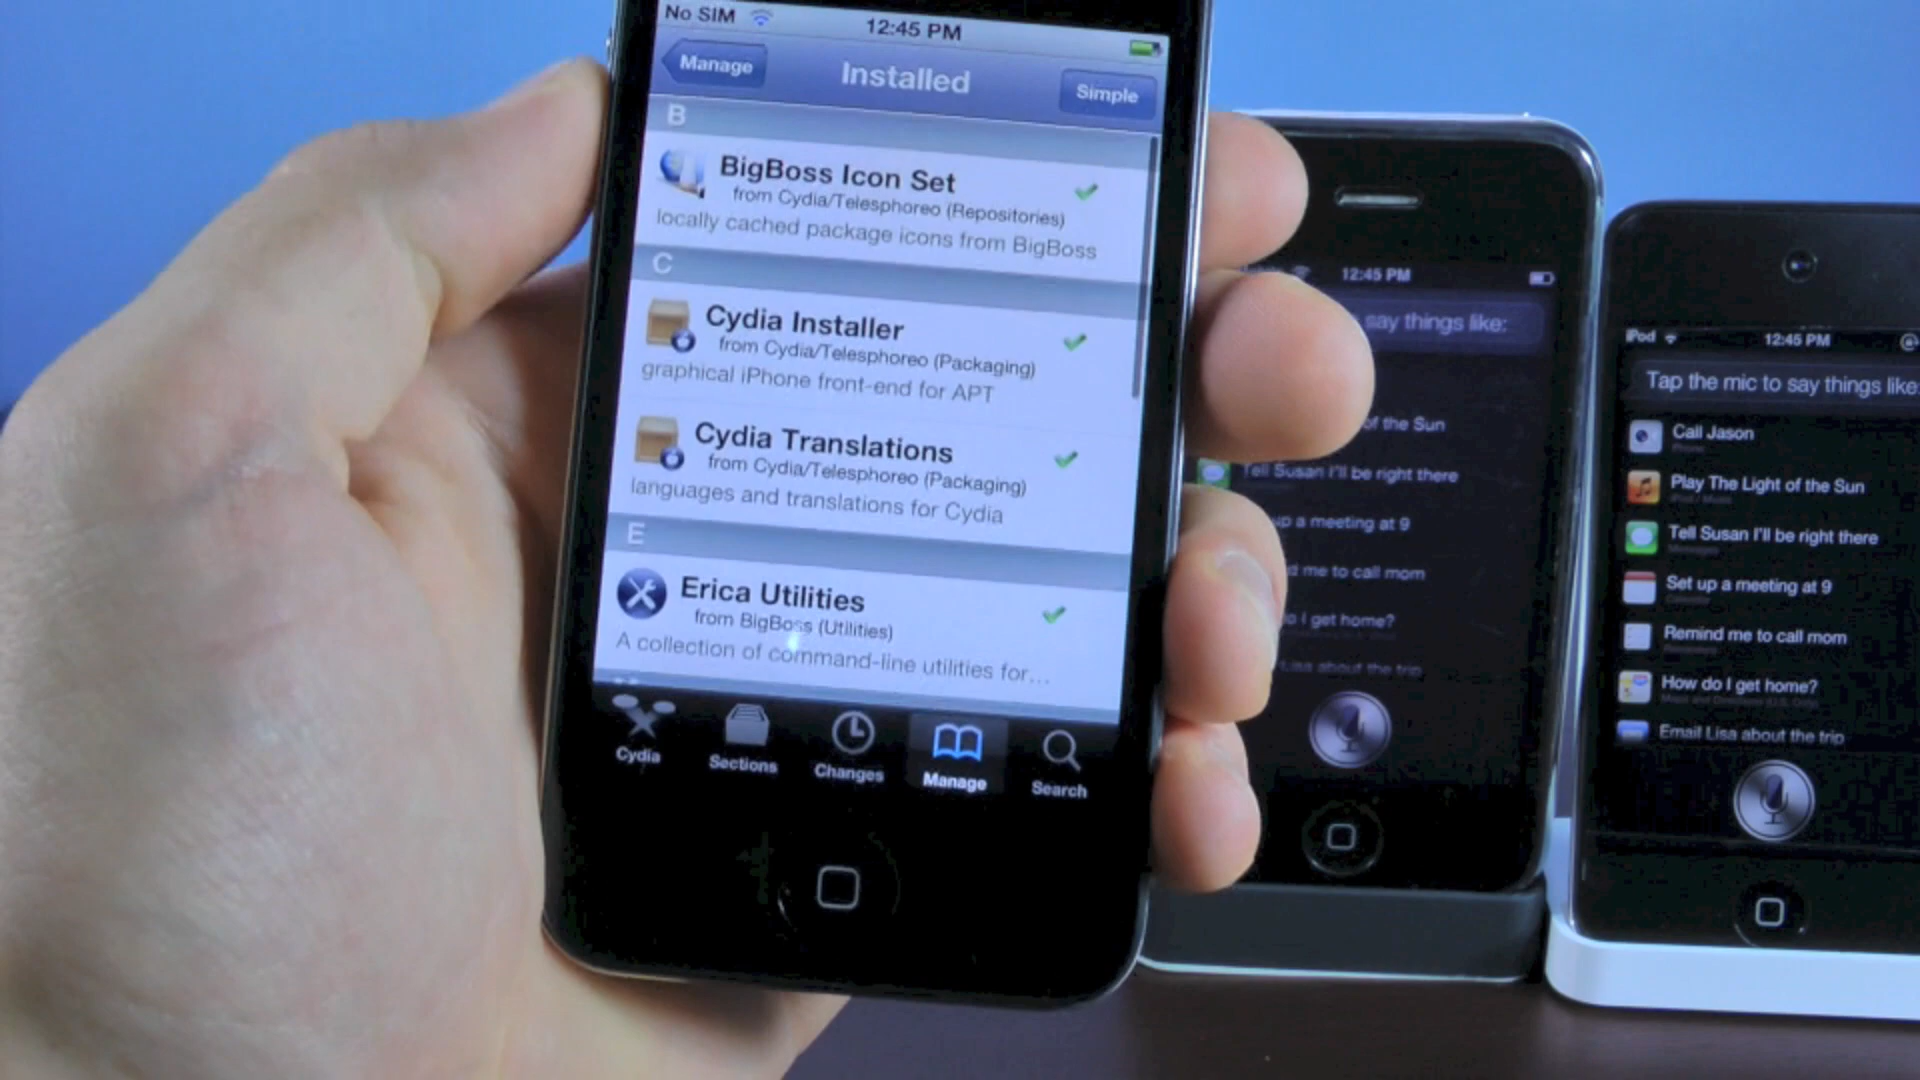 No SIM 12:45 PM
Manage Installed Simple
B
BigBoss Icon Set
from Cydia/Telesphoreo (Repositories)
locally cached package icons from BigBoss
C
Cydia Installer
from Cydia/Telesphoreo (Packaging)
graphical iPhone front-end for APT
Cydia Translations
from Cydia/Telesphoreo (Packaging)
languages and translations for Cydia
E
Erica Utilities
from BigBoss (Utilities)
A collection of command-line utilities for...
Cydia Sections Changes Manage Search
12:45 PM
say things like:
of the Sun
Tell Susan I'll be right there
up a meeting at 9
me to call mom
I get home?
Lisa about the trip
iPod 12:45 PM
Tap the mic to say things like:
Call Jason
Play The Light of the Sun
Tell Susan I'll be right there
Set up a meeting at 9
Remind me to call mom
How do I get home?
Email Lisa about the trip